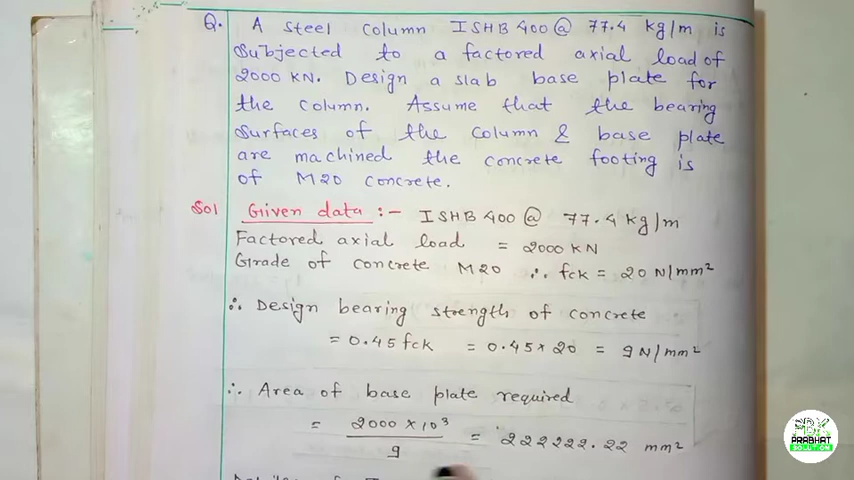 Q. A Steel Column ISHB 400@ 77.4 kg/m is
Subjected to a factored axial load of
2000 KN. Design a slab base plate for
the column. Assume that the bearing
Surfaces of the Column & base plate
are machined the concrete footing is
of M20 concrete.
Sol Given data :- ISHB 400@ 77.4 kg/m
Factored axial load = 2000 KN
Grade of concrete M20 ∴ fck = 20 N/mm²
∴ Design bearing strength of concrete
= 0.45fck = 0.45×20 = 9N/mm²
∴ Area of base plate required
= 2000 × 10³ / 9 = 222222.22 mm²
PRABHAT
SOLUTION